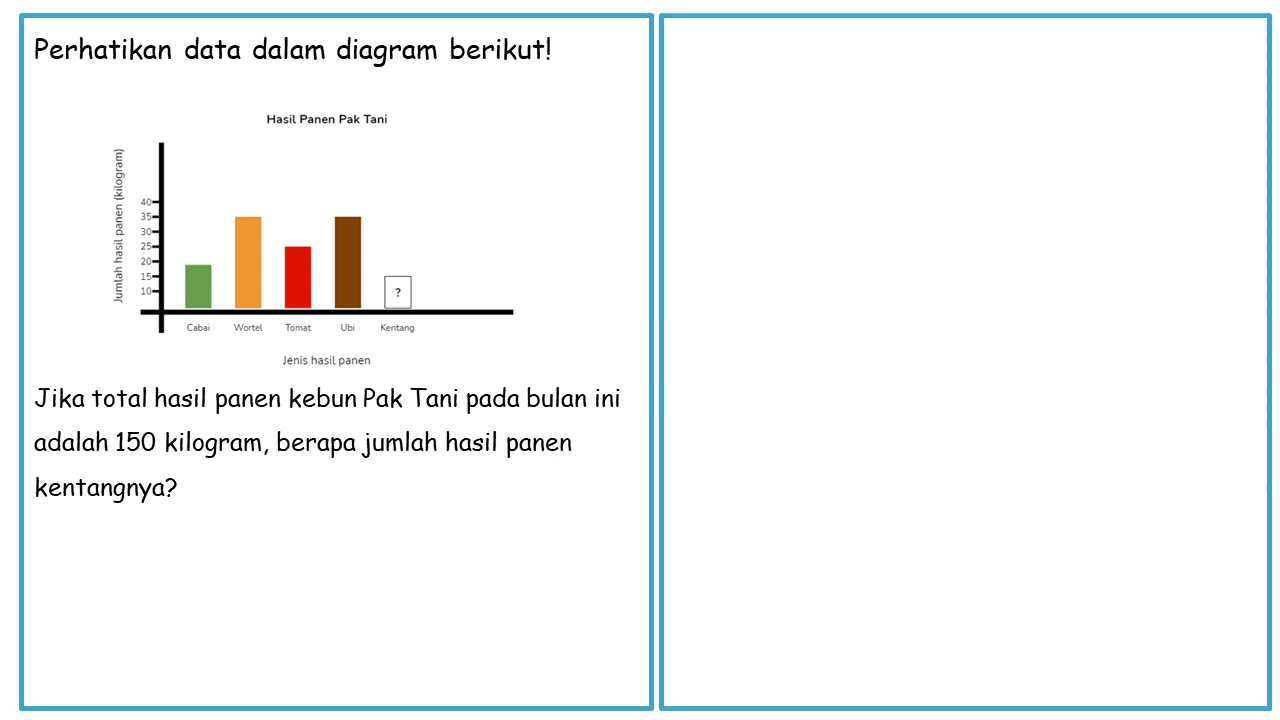 Perhatikan data dalam diagram berikut!
Hasil Panen Pak Tani
Jumlah hasil panen (kilogram)
40
35
30
25
20
15
10
?
Cabai Wortel Tomat Ubi Kentang
Jenis hasil panen
Jika total hasil panen kebun Pak Tani pada bulan ini
adalah 150 kilogram, berapa jumlah hasil panen
kentangnya?